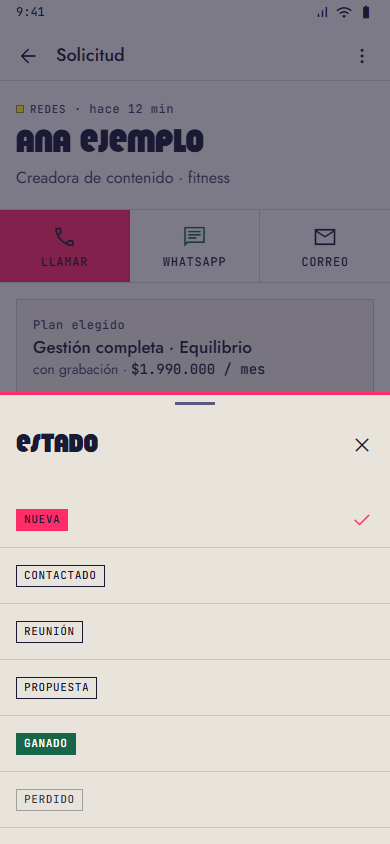 9:41
Solicitud
REDES · hace 12 min
ANA EJEMPLO
Creadora de contenido · fitness
LLAMAR
WHATSAPP
CORREO
Plan elegido
Gestión completa · Equilibrio
con grabación · $1.990.000 / mes
ESTADO
NUEVA
CONTACTADO
REUNIÓN
PROPUESTA
GANADO
PERDIDO